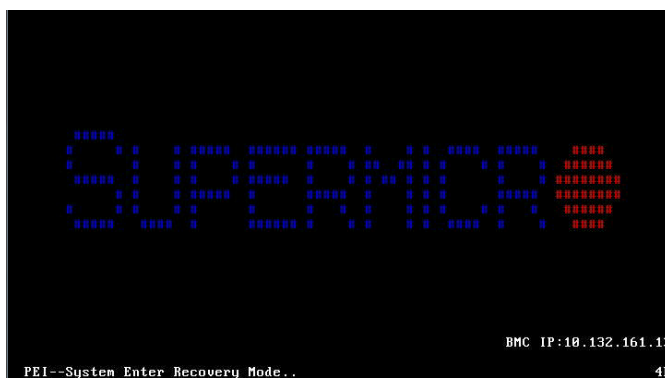 SUPERMICRO
BMC IP:10.132.161.1
PEI--System Enter Recovery Mode..